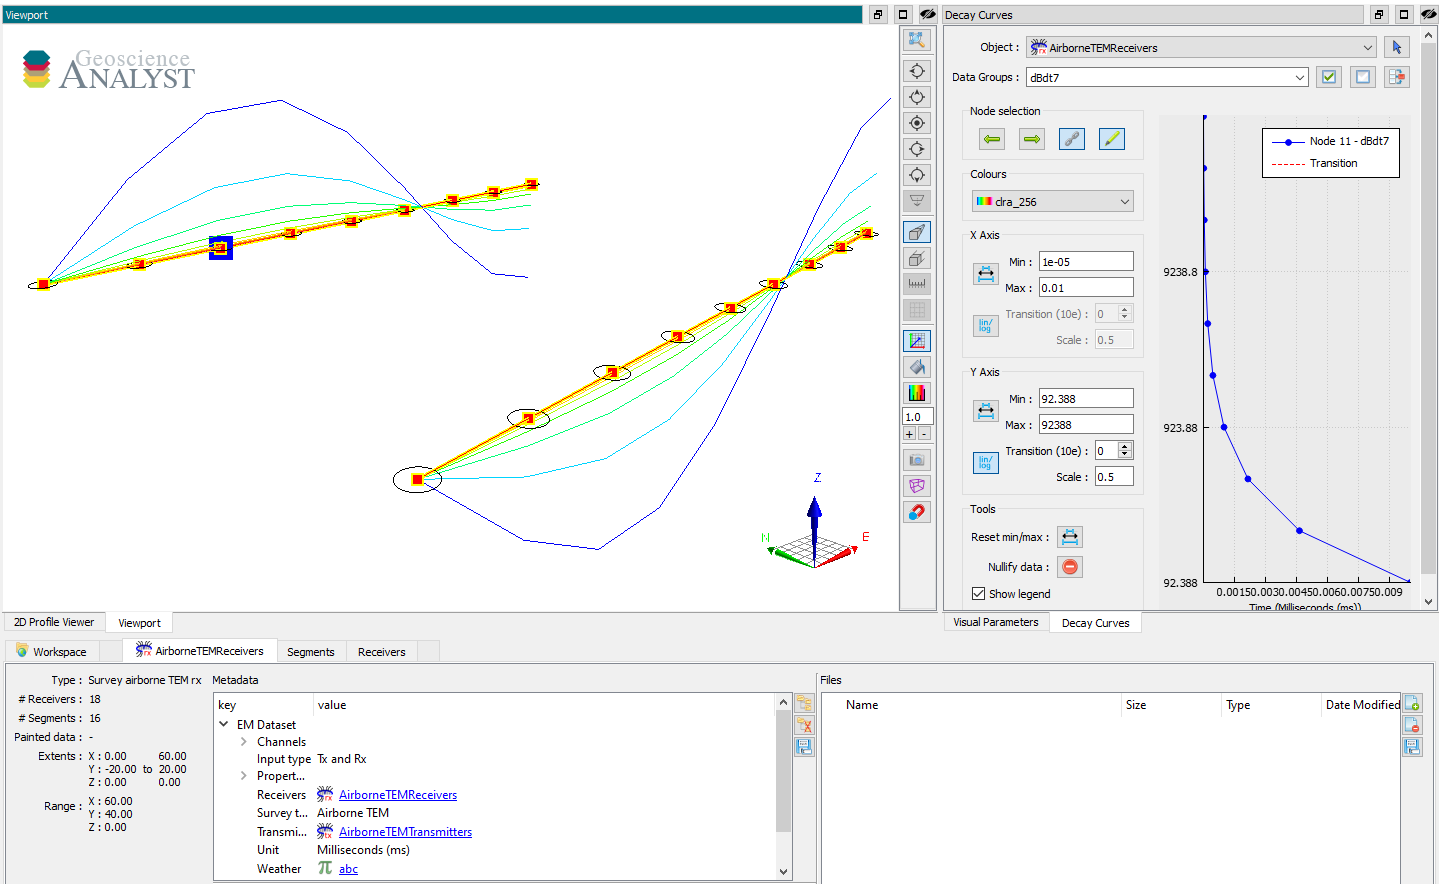 Viewport
Geoscience
ANALYST
N
Z
E
1.0
+ -
2D Profile Viewer
Viewport
Decay Curves
Object :
AirborneTEMReceivers
Data Groups :
dBdt7
Node selection
Colours
clra_256
X Axis
Min :
1e-05
Max :
0.01
Transition (10e) :
0
lin/
log
Scale :
0.5
Y Axis
Min :
92.388
Max :
92388
Transition (10e) :
0
lin/
log
Scale :
0.5
Tools
Reset min/max :
Nullify data :
Show legend
Node 11 - dBdt7
Transition
9238.8
923.88
92.388
0.00150.0030.00450.0060.00750.009
Time (Milliseconds (ms))
Visual Parameters
Decay Curves
Workspace
rx
AirborneTEMReceivers
Segments
Receivers
Type : Survey airborne TEM rx
# Receivers : 18
# Segments : 16
Painted data : -
Extents : X : 0.00 60.00
Y : -20.00 to 20.00
Z : 0.00 0.00
Range : X : 60.00
Y : 40.00
Z : 0.00
Metadata
key value
EM Dataset
Channels
Input type Tx and Rx
Propert...
Receivers rx AirborneTEMReceivers
Survey t... Airborne TEM
Transmi... tx AirborneTEMTransmitters
Unit Milliseconds (ms)
Weather π abc
Files
Name Size Type Date Modified